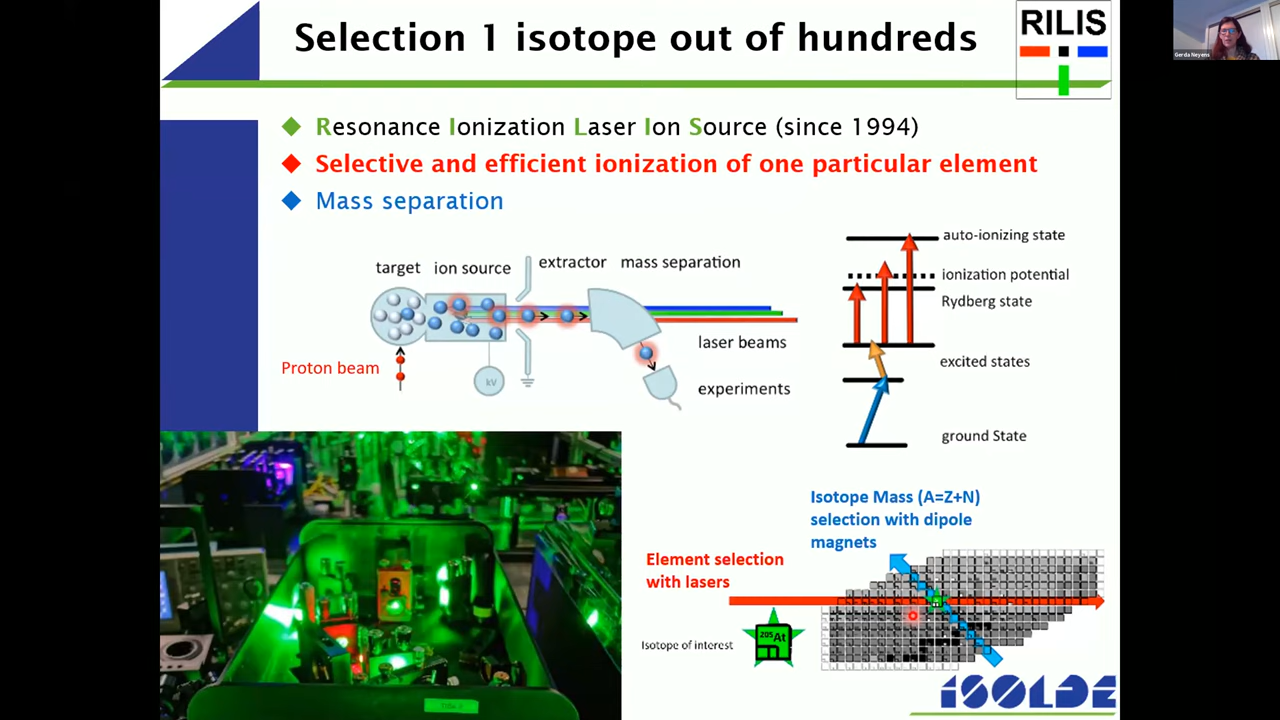 Selection 1 isotope out of hundreds
RILIS
Gerda Neyens
Resonance Ionization Laser Ion Source (since 1994)
Selective and efficient ionization of one particular element
Mass separation
target ion source extractor mass separation
Proton beam
kV
laser beams
experiments
auto-ionizing state
ionization potential
Rydberg state
excited states
ground State
Isotope Mass (A=Z+N)
selection with dipole
magnets
Element selection
with lasers
Isotope of interest
205At
ISOLDE